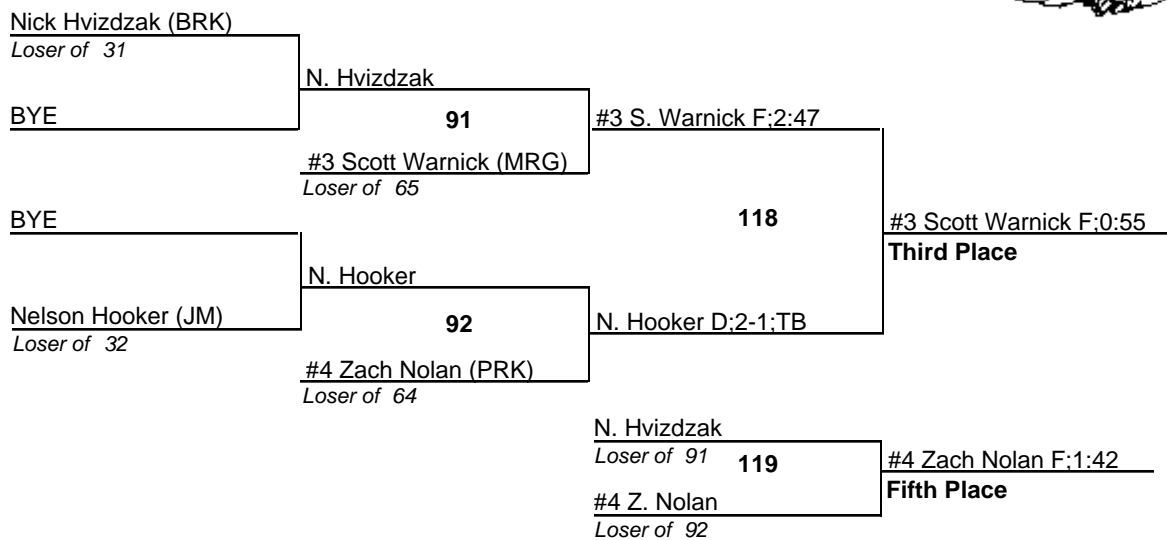 Nick Hvizdzak (BRK)
Loser of 31
N. Hvizdzak
BYE
91
#3 S. Warnick F;2:47
#3 Scott Warnick (MRG)
Loser of 65
BYE
118
#3 Scott Warnick F;0:55
Third Place
N. Hooker
Nelson Hooker (JM)
Loser of 32
92
N. Hooker D;2-1;TB
#4 Zach Nolan (PRK)
Loser of 64
N. Hvizdzak
Loser of 91
119
#4 Zach Nolan F;1:42
Fifth Place
#4 Z. Nolan
Loser of 92